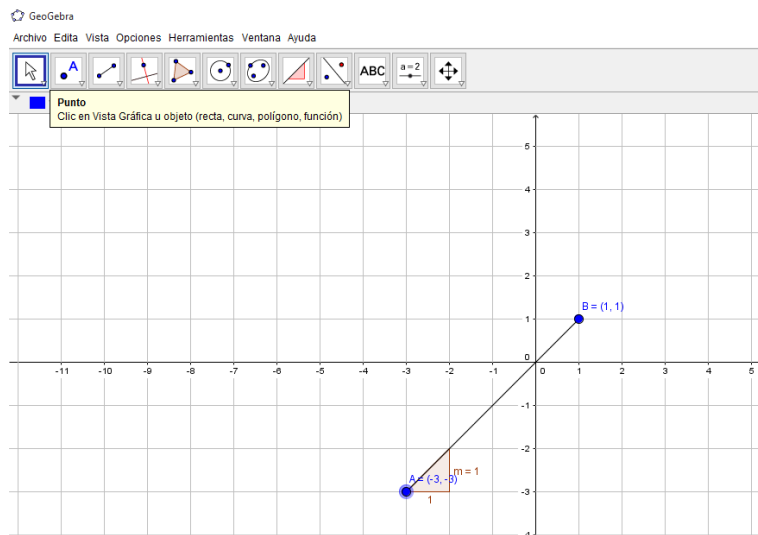 GeoGebra
Archivo Edita Vista Opciones Herramientas Ventana Ayuda
A
ABC
a=2
Punto
Clic en Vista Gráfica u objeto (recta, curva, polígono, función)
5
4
3
2
B = (1, 1)
1
0
-11 -10 -9 -8 -7 -6 -5 -4 -3 -2 -1 0 1 2 3 4 5
-1
-2
m = 1
A = (-3, -3)
-3
1
-4